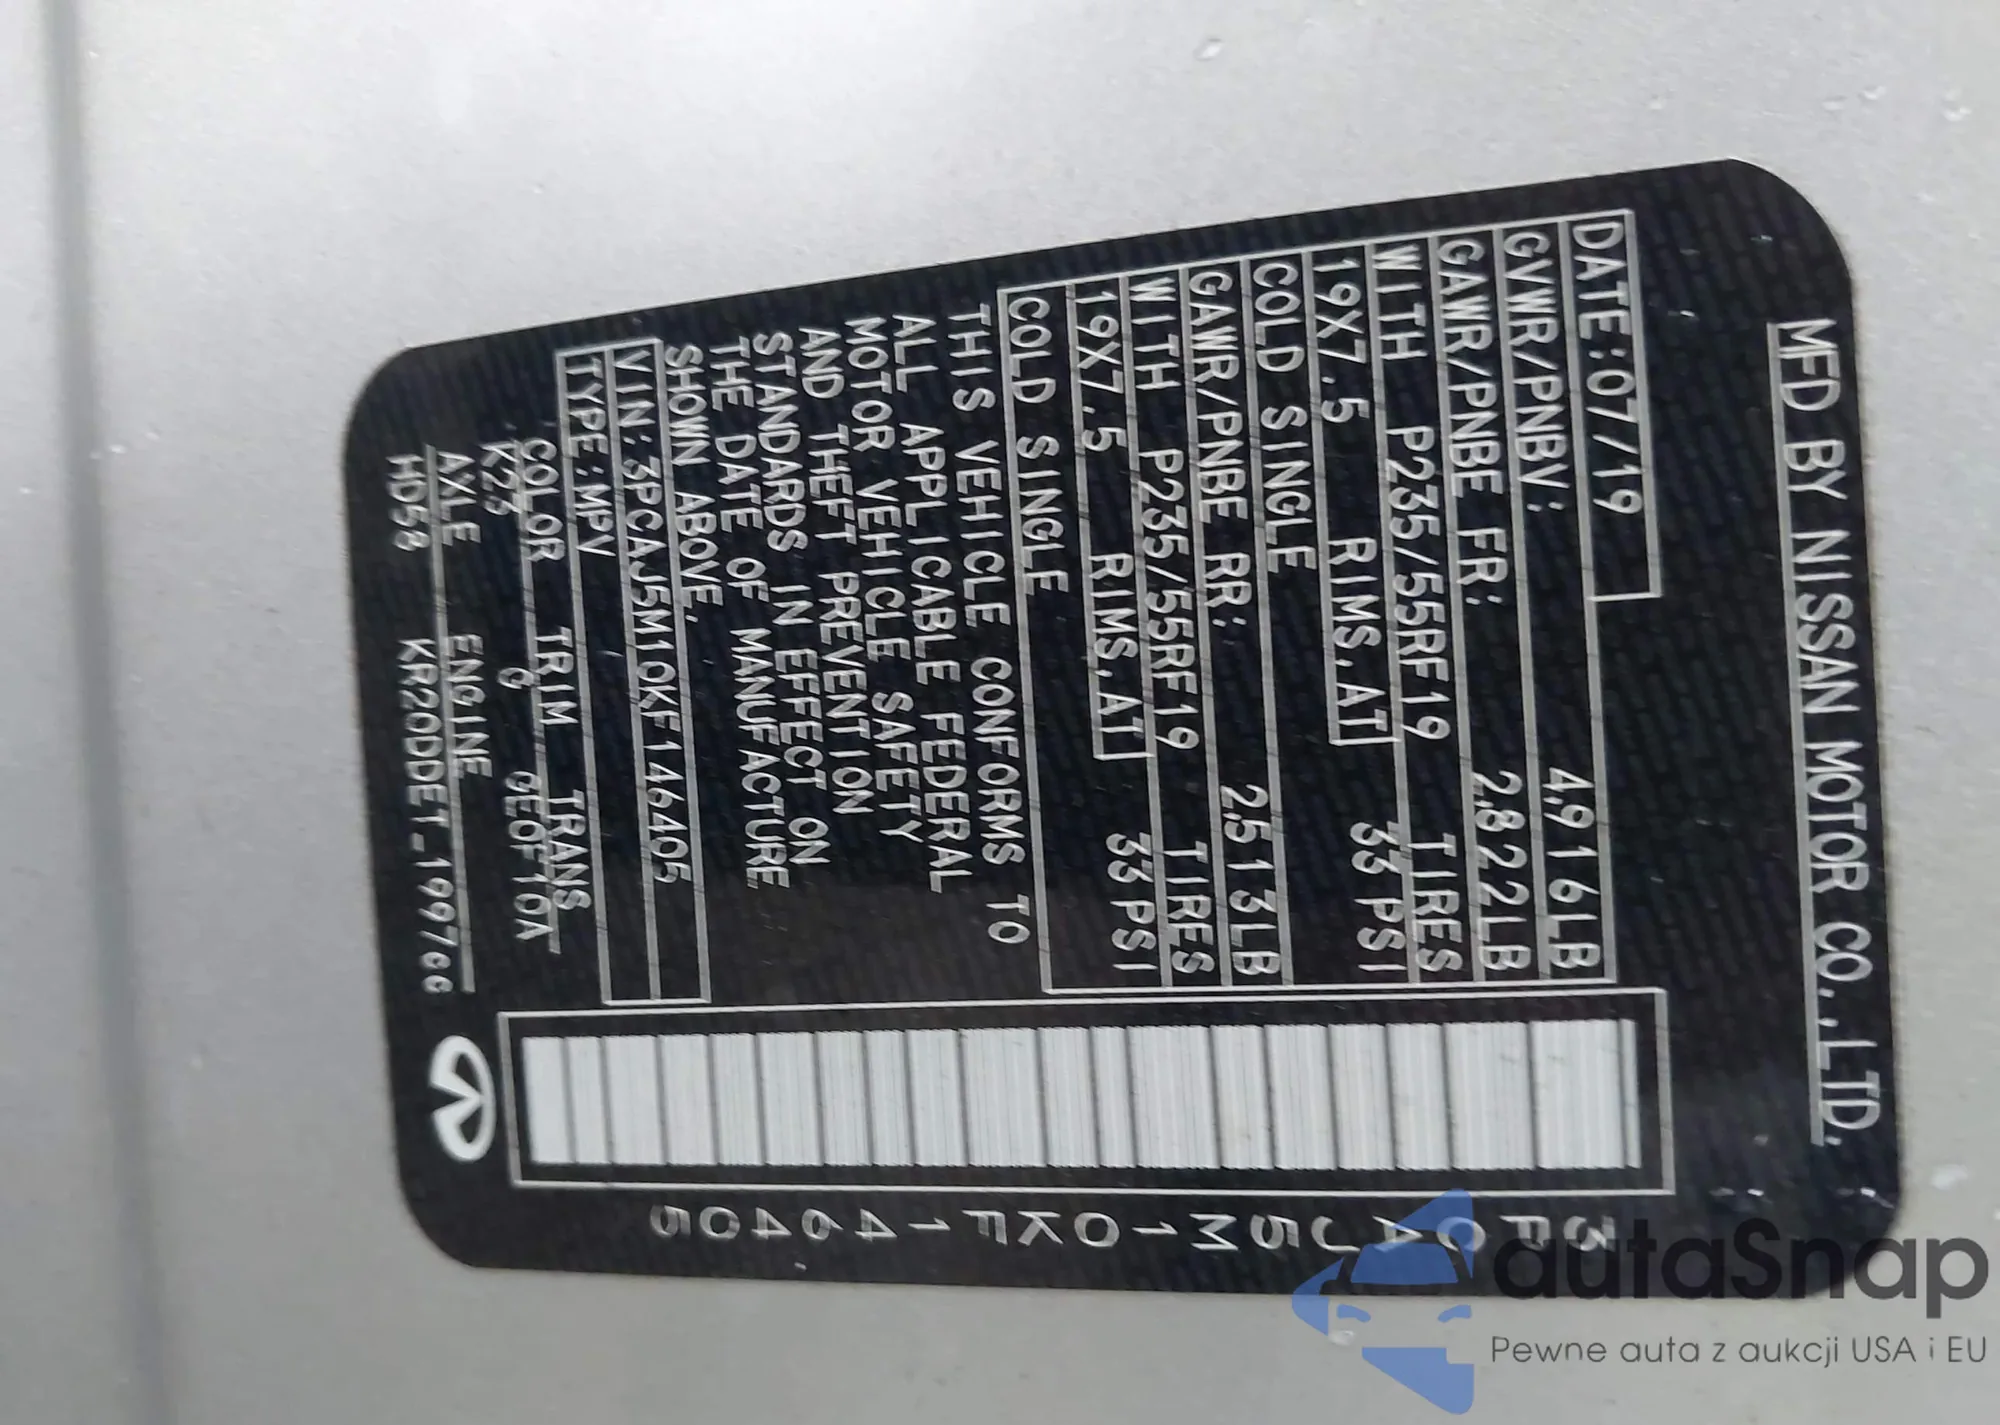 MFD BY NISSAN MOTOR CO.,LTD.
DATE:07/19
GVWR/PNBV: 4,916LB
GAWR/PNBE FR: 2,822LB
WITH P235/55RF19 TIRES
19X7.5 RIMS,AT 33 PSI
COLD SINGLE
GAWR/PNBE RR: 2,513LB
WITH P235/55RF19 TIRES
19X7.5 RIMS,AT 33 PSI
COLD SINGLE
THIS VEHICLE CONFORMS TO
ALL APPLICABLE FEDERAL
MOTOR VEHICLE SAFETY
AND THEFT PREVENTION
STANDARDS IN EFFECT ON
THE DATE OF MANUFACTURE
SHOWN ABOVE.
VIN: 3PCAJ5M10KF146405
TYPE:MPV
COLOR TRIM TRANS
K23 G GE0F10A
AXLE ENGINE
HD58 KR20DDET-1997cc
3PCAJ5M10KF146405
autaSnap
Pewne auta z aukcji USA i EU